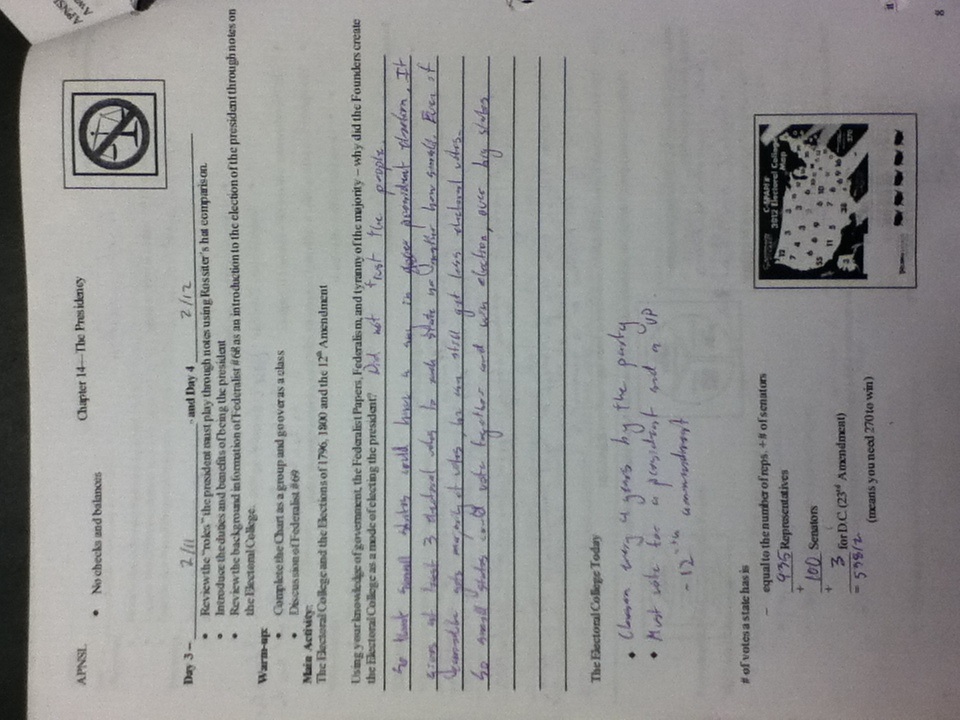 APNSL
Chapter 14—The Presidency
• No checks and balances
Day 3 – 2/11 - and Day 4 2/12
• Review the "roles" the president must play through notes using Rossiter's hat comparison.
• Introduce the duties and benefits of being the president
• Review the background information of Federalist #68 as an introduction to the election of the president through notes on
the Electoral College.
Warm-up:
• Complete the Chart as a group and go over as a class
• Discussion of Federalist #69
Main Activity:
The Electoral College and the Elections of 1796, 1800 and the 12th Amendment
Using your knowledge of government, the Federalist Papers, Federalism, and tyranny of the majority – why did the Founders create
the Electoral College as a mode of electing the president? Did not trust the people.
So that small states could have a say in president election. It
gives at least 3 electoral votes to each state no matter how small. Even if
candidate gets majority of votes, he can still get less electoral votes.
So small states could vote together and win election, over big states
The Electoral College Today
• Chosen every 4 years by the party
• Must vote for a president and a VP.
-12th ammendment
# of votes a state has is
– equal to the number of reps. + # of senators
435 Representatives
+
100 Senators
+
3 for D.C. (23rd Amendment)
= 538/2
(means you need 270 to win)
C-SPAN's
2012 Electoral College
Map
8